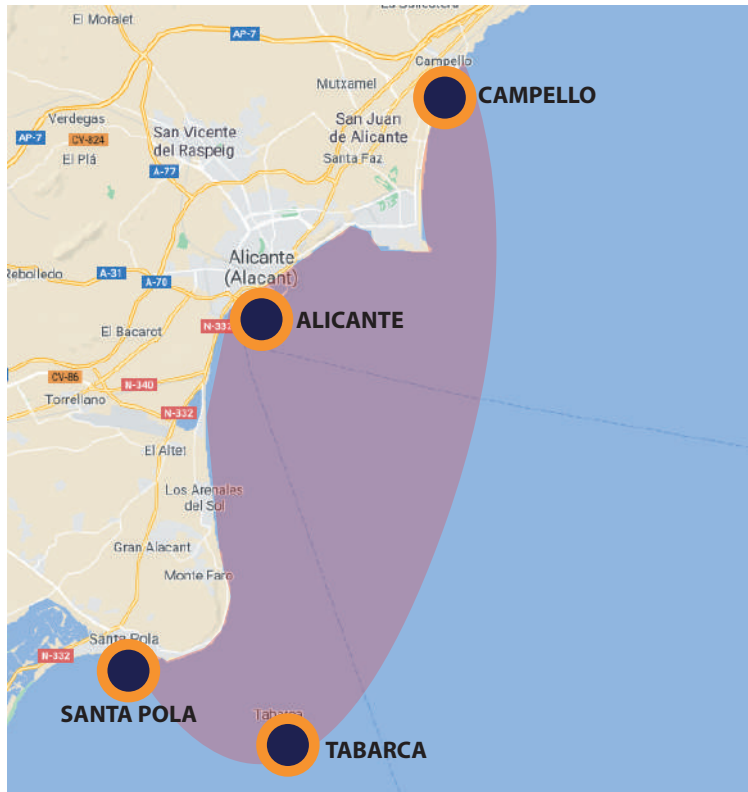 El Moralet
AP-7
Campello
CAMPELLO
Mutxamel
Verdegas
San Juan
de Alicante
AP-7
CV-824
San Vicente
del Raspeig
El Plá
Santa Faz
A-77
Alicante
(Alacant)
Rebolledo
A-31
A-70
ALICANTE
El Bacarot
CV-86
N-340
Torrellano
N-332
El Altet
Los Arenales
del Sol
Gran Alacant
Monte Faro
Santa Pola
N-332
SANTA POLA
Tabarca
TABARCA